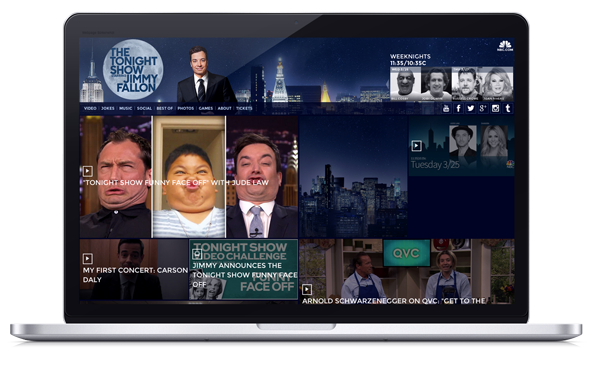 THE
TONIGHT
SHOW
JIMMY
FALLON
WEEKNIGHTS
11:35/10:35C
NBC.COM
VIDEO JOKES MUSIC SOCIAL BEST OF PHOTOS GAMES ABOUT TICKETS
"TONIGHT SHOW FUNNY FACE OFF" WITH JUDE LAW
Tuesday 3/25
MY FIRST CONCERT: CARSON
DALY
TONIGHT SHOW
VIDEO CHALLENGE
FUNNY
FACE OFF
JIMMY ANNOUNCES THE
TONIGHT SHOW FUNNY FACE
OFF
QVC
ARNOLD SCHWARZENEGGER ON QVC: "GET TO THE